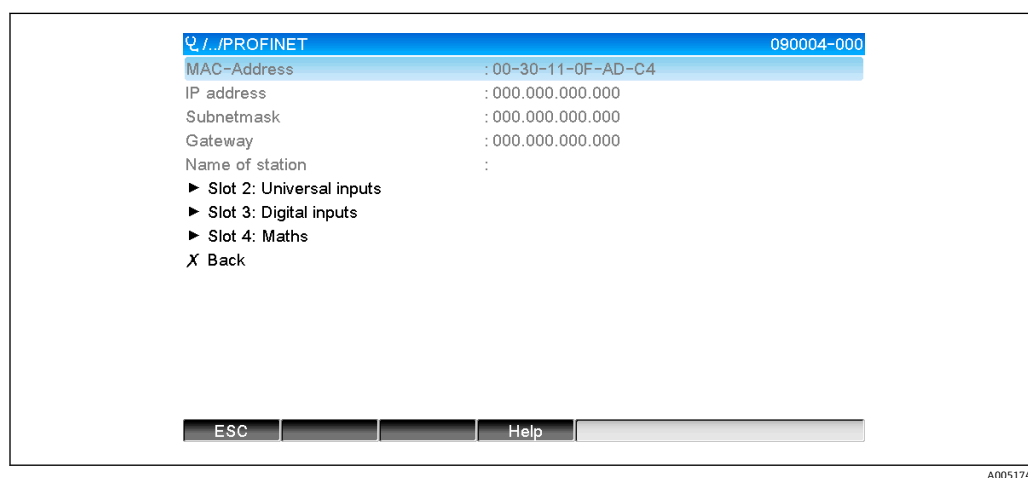 /../PROFINET 090004-000
MAC-Address : 00-30-11-0F-AD-C4
IP address : 000.000.000.000
Subnetmask : 000.000.000.000
Gateway : 000.000.000.000
Name of station :
► Slot 2: Universal inputs
► Slot 3: Digital inputs
► Slot 4: Maths
X Back
ESC Help